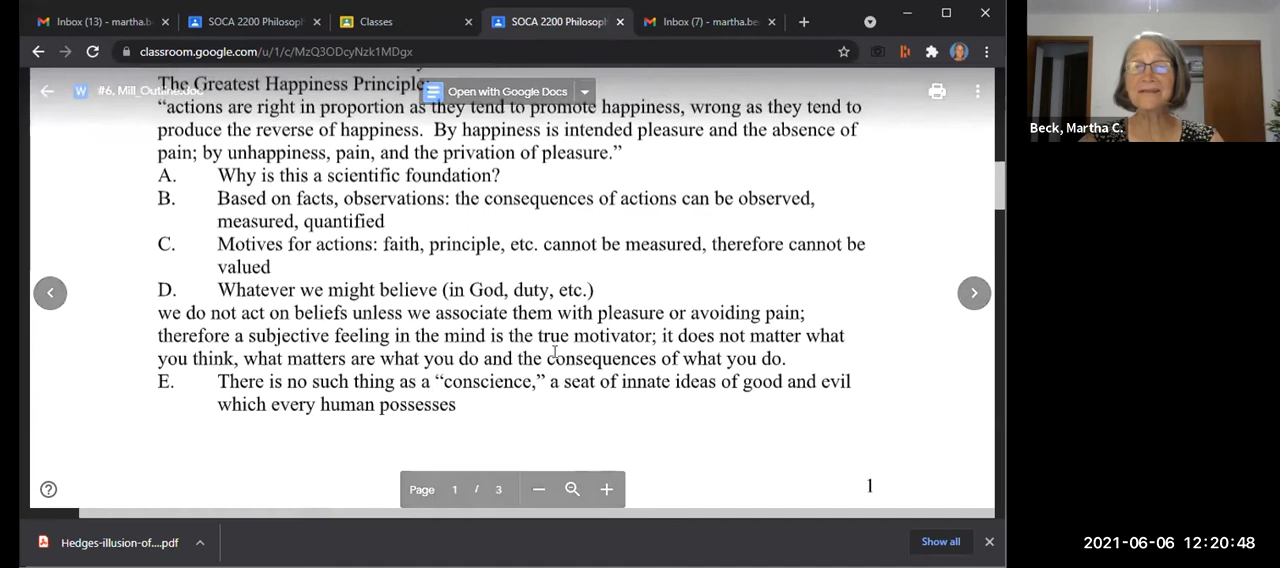 Inbox (13) - martha.b
SOCA 2200 Philosop
Classes
SOCA 2200 Philosop
Inbox (7) - martha.be
classroom.google.com/u/1/c/MzQ3ODcyNzk1MDgx
The Greatest Happiness Principle:
W #6, Mill_Outline.doc
Open with Google Docs
“actions are right in proportion as they tend to promote happiness, wrong as they tend to
produce the reverse of happiness. By happiness is intended pleasure and the absence of
pain; by unhappiness, pain, and the privation of pleasure.”
A. Why is this a scientific foundation?
B. Based on facts, observations: the consequences of actions can be observed,
measured, quantified
C. Motives for actions: faith, principle, etc. cannot be measured, therefore cannot be
valued
D. Whatever we might believe (in God, duty, etc.)
we do not act on beliefs unless we associate them with pleasure or avoiding pain;
therefore a subjective feeling in the mind is the true motivator; it does not matter what
you think, what matters are what you do and the consequences of what you do.
E. There is no such thing as a “conscience,” a seat of innate ideas of good and evil
which every human possesses
1
Page 1 / 3
Hedges-illusion-of....pdf
Show all
Beck, Martha C.
2021-06-06 12:20:48